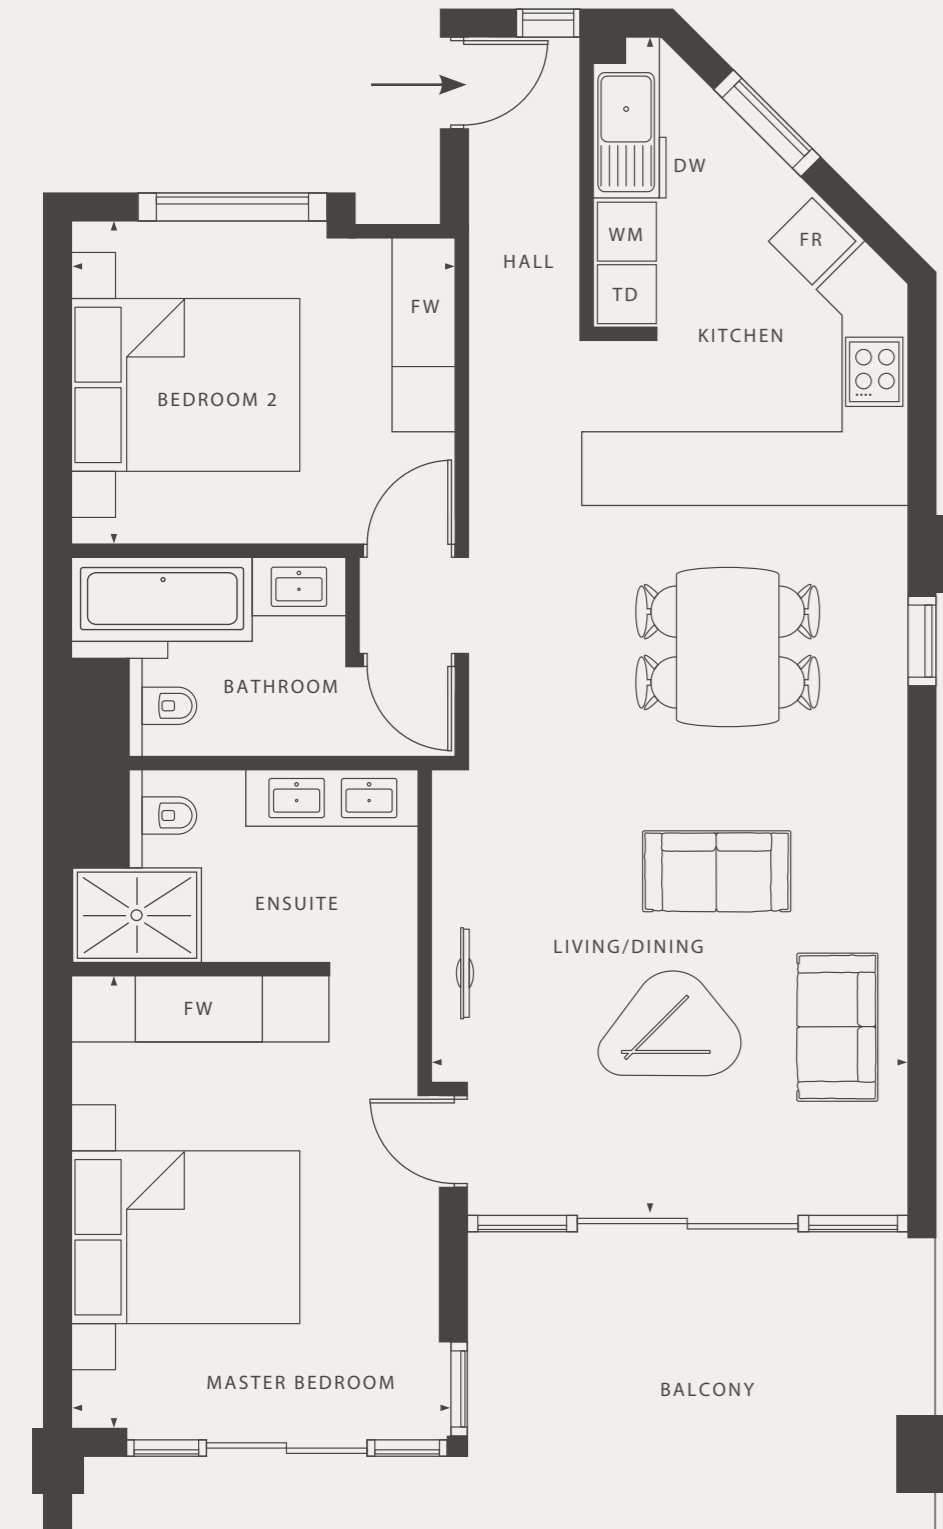 DW
WM
FR
HALL
TD
FW
KITCHEN
BEDROOM 2
BATHROOM
ENSUITE
LIVING/DINING
FW
MASTER BEDROOM
BALCONY